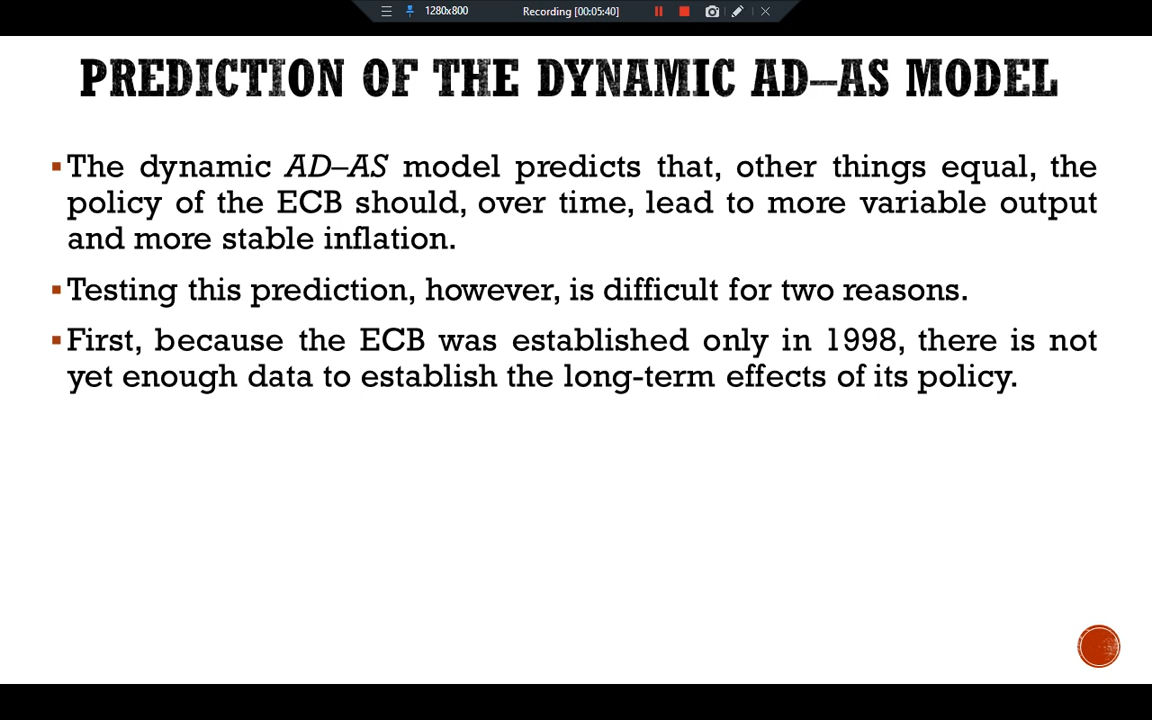 1280x800 Recording [00:05:40]
PREDICTION OF THE DYNAMIC AD–AS MODEL
▪The dynamic AD–AS model predicts that, other things equal, the
policy of the ECB should, over time, lead to more variable output
and more stable inflation.
▪Testing this prediction, however, is difficult for two reasons.
▪First, because the ECB was established only in 1998, there is not
yet enough data to establish the long-term effects of its policy.